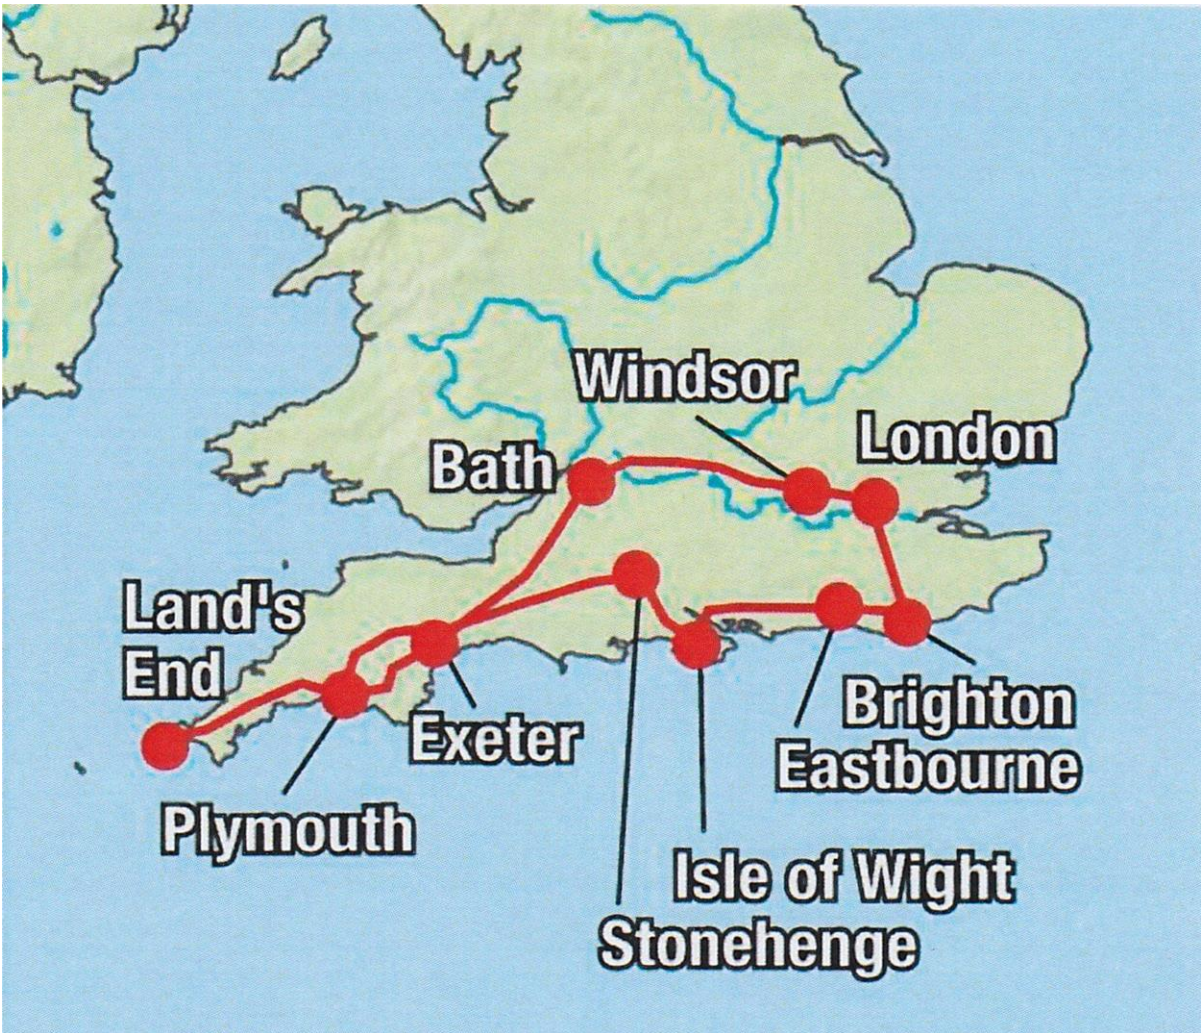 Windsor
London
Bath
Land's
End
Exeter
Brighton
Eastbourne
Plymouth
Isle of Wight
Stonehenge